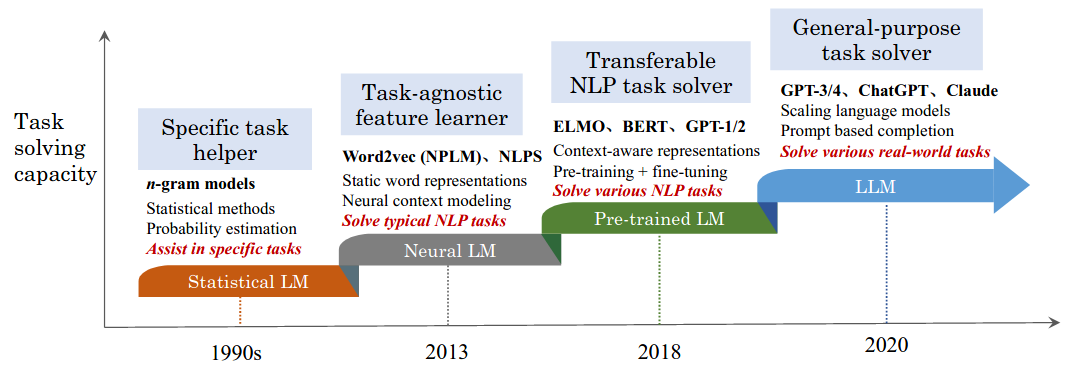 Task
solving
capacity
Specific task
helper
n-gram models
Statistical methods
Probability estimation
Assist in specific tasks
Statistical LM
1990s
Task-agnostic
feature learner
Word2vec (NPLM)、NLPS
Static word representations
Neural context modeling
Solve typical NLP tasks
Neural LM
2013
Transferable
NLP task solver
ELMO、BERT、GPT-1/2
Context-aware representations
Pre-training + fine-tuning
Solve various NLP tasks
Pre-trained LM
2018
General-purpose
task solver
GPT-3/4、ChatGPT、Claude
Scaling language models
Prompt based completion
Solve various real-world tasks
LLM
2020